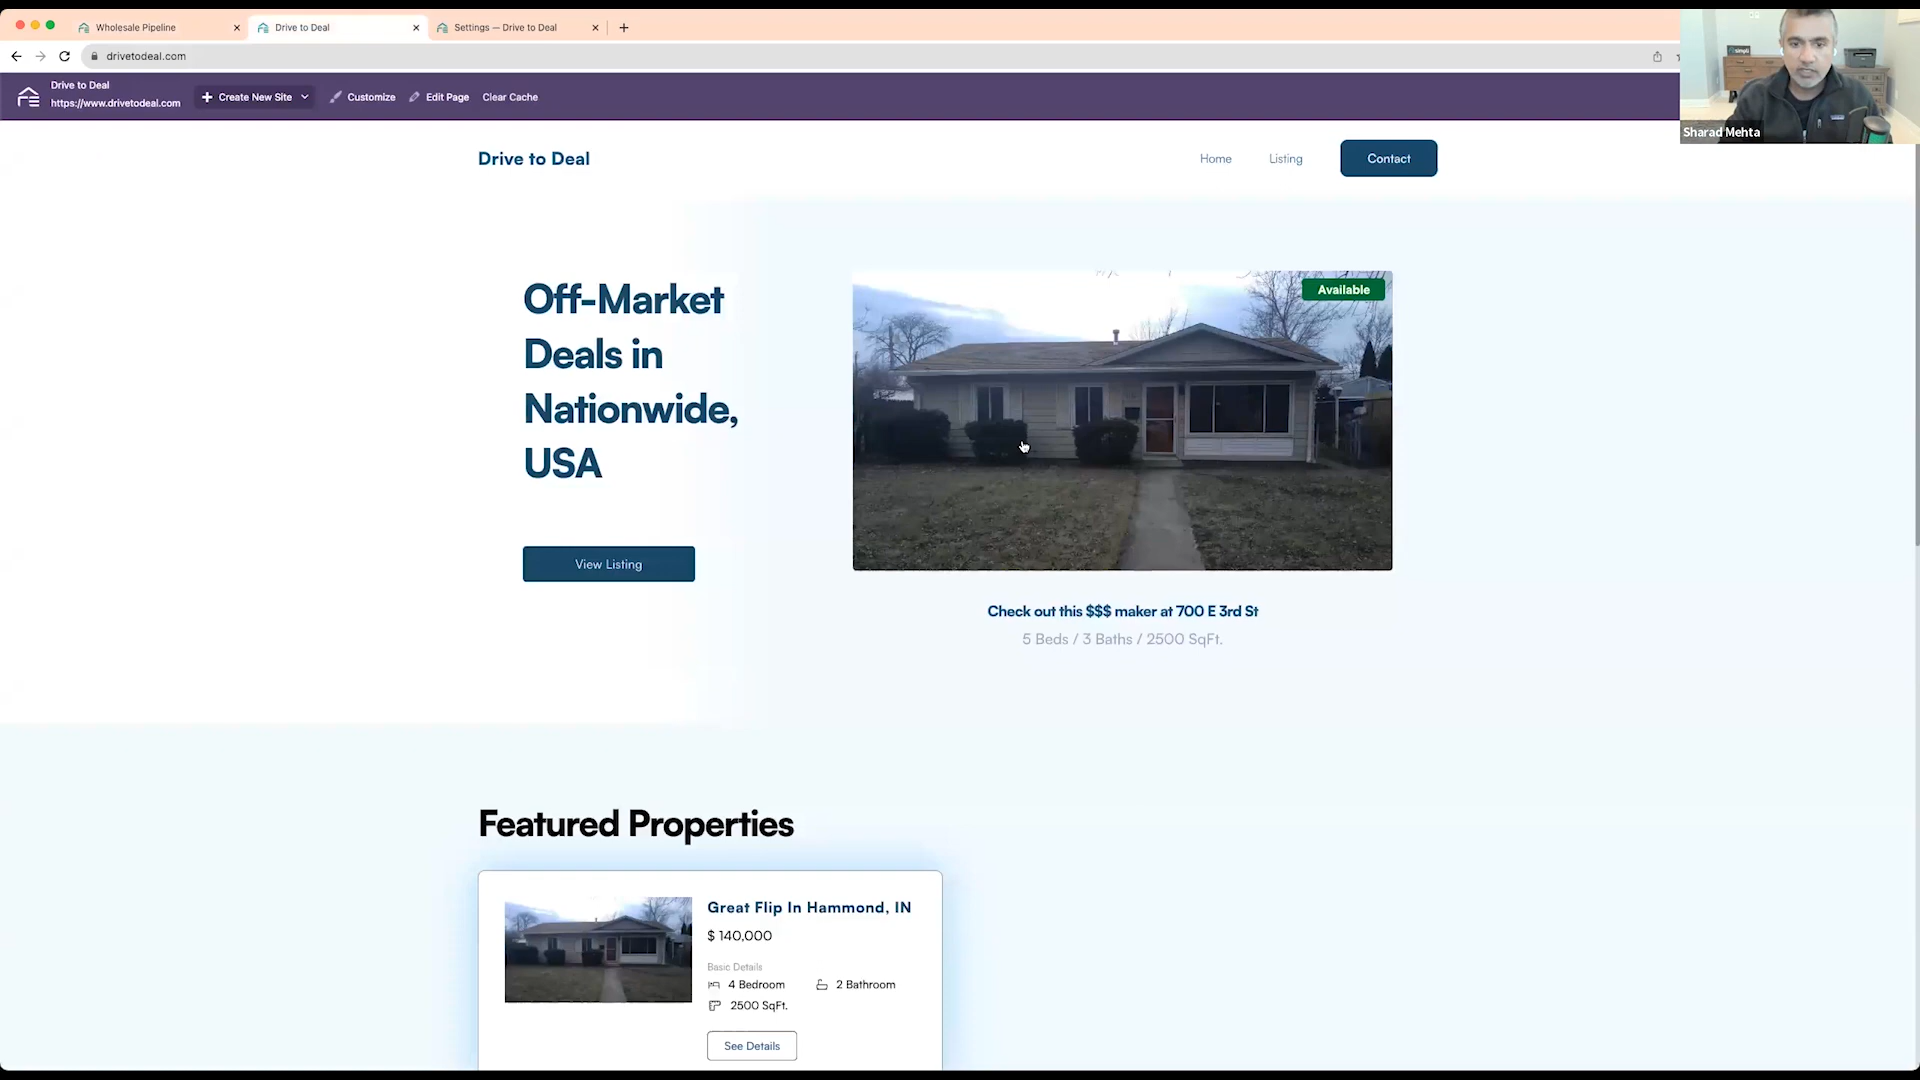 Wholesale Pipeline
Drive to Deal
Settings — Drive to Deal
drivetodeal.com
Drive to Deal
https://www.drivetodeal.com
Create New Site
Customize
Edit Page
Clear Cache
Sharad Mehta
Drive to Deal
Home
Listing
Contact
Off-Market
Deals in
Nationwide,
USA
View Listing
Available
Check out this $$$ maker at 700 E 3rd St
5 Beds / 3 Baths / 2500 SqFt.
Featured Properties
Great Flip In Hammond, IN
$ 140,000
Basic Details
4 Bedroom
2 Bathroom
2500 SqFt.
See Details